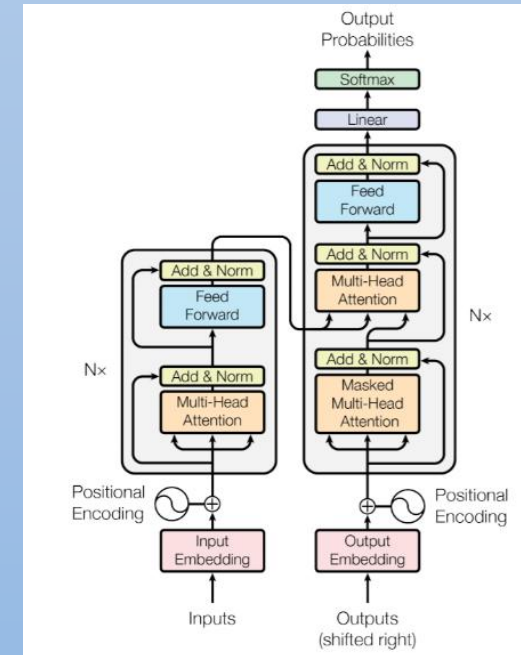 Output
Probabilities
Softmax
Linear
Add & Norm
Feed
Forward
Add & Norm
Multi-Head
Attention
Add & Norm
Masked
Multi-Head
Attention
Nx
Positional
Encoding
Output
Embedding
Outputs
(shifted right)
Add & Norm
Feed
Forward
Add & Norm
Multi-Head
Attention
Nx
Positional
Encoding
Input
Embedding
Inputs